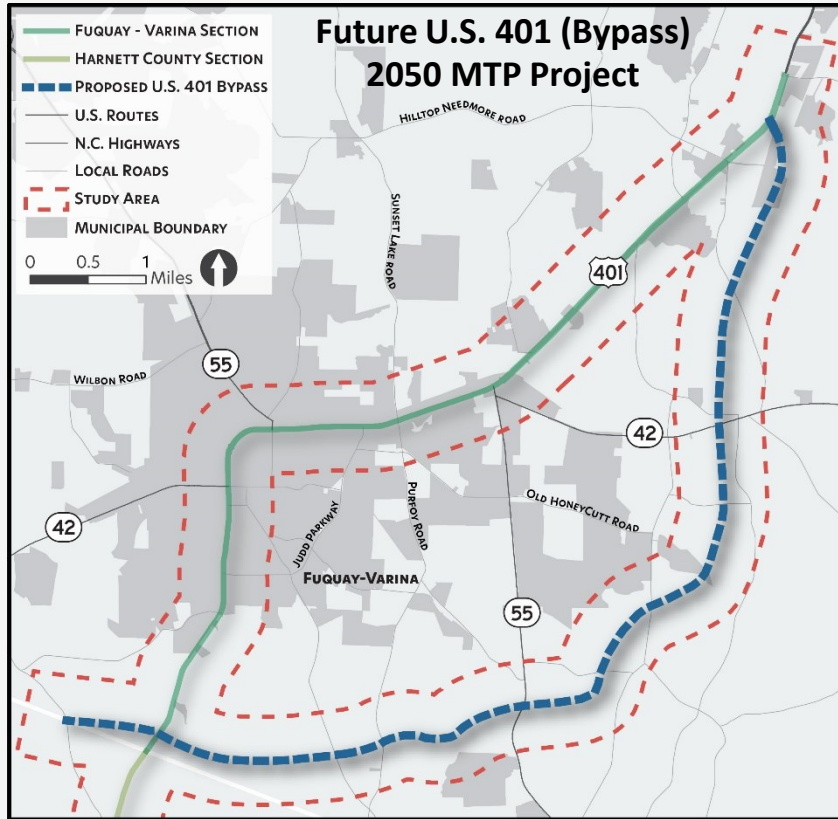 Future U.S. 401 (Bypass)
2050 MTP Project
Fuquay - Varina Section
Harnett County Section
Proposed U.S. 401 Bypass
U.S. Routes
N.C. Highways
Local Roads
Study Area
Municipal Boundary
0 0.5 1
Miles
Hilltop Needmore Road
Sunset Lake Road
401
55
Wilbon Road
42
42
Judd Parkway
Purfoy Road
Old HoneyCutt Road
Fuquay-Varina
55